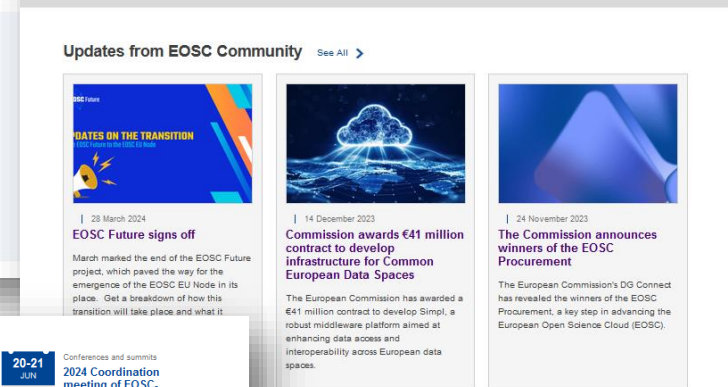 Updates from EOSC Community See All
EOSC Future
DATES ON THE TRANSITION
EOSC Future to the EOSC EU Node
28 March 2024
EOSC Future signs off
March marked the end of the EOSC Future
project, which paved the way for the
emergence of the EOSC EU Node in its
place. Get a breakdown of how this
transition will take place and what it
14 December 2023
Commission awards €41 million
contract to develop
infrastructure for Common
European Data Spaces
The European Commission has awarded a
€41 million contract to develop Simpl, a
robust middleware platform aimed at
enhancing data access and
interoperability across European data
spaces.
24 November 2023
The Commission announces
winners of the EOSC
Procurement
The European Commission's DG Connect
has revealed the winners of the EOSC
Procurement, a key step in advancing the
European Open Science Cloud (EOSC).
20-21
JUN
Conferences and summits
2024 Coordination
meeting of EOSC-